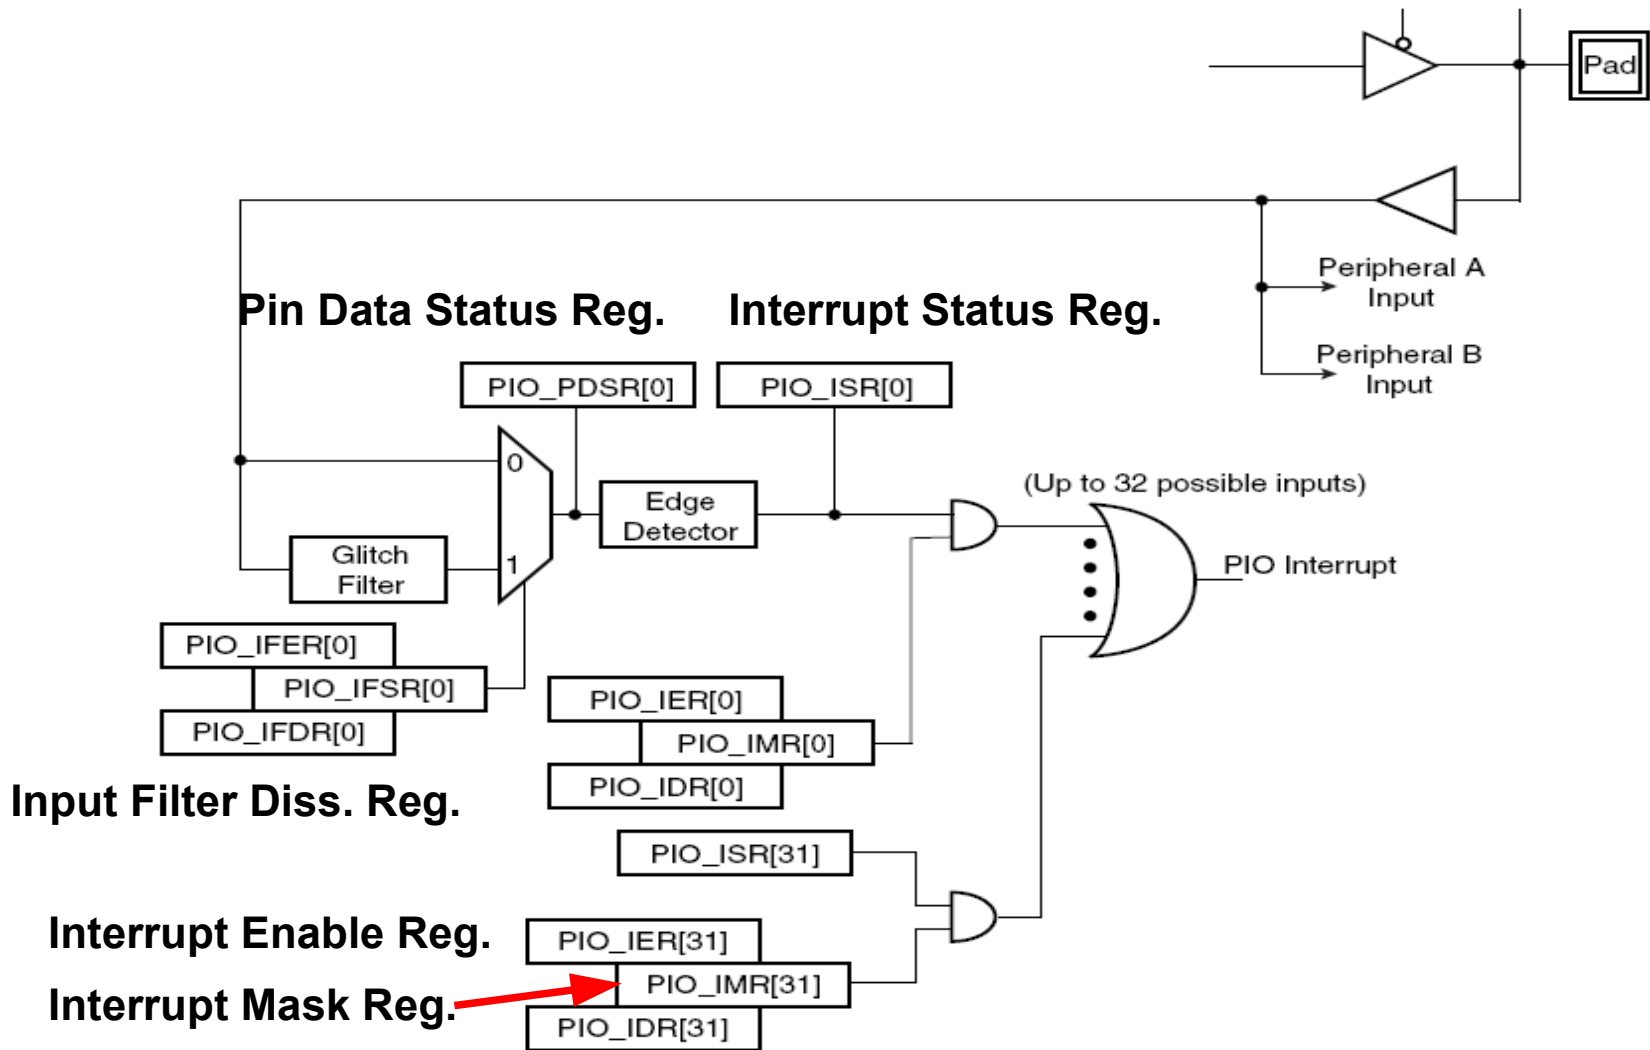 Pad
Peripheral A
Input
Pin Data Status Reg.
Interrupt Status Reg.
Peripheral B
Input
PIO_PDSR[0]
PIO_ISR[0]
0
(Up to 32 possible inputs)
Edge
Detector
Glitch
Filter
1
PIO Interrupt
PIO_IFER[0]
PIO_IFSR[0]
PIO_IFDR[0]
PIO_IER[0]
PIO_IMR[0]
PIO_IDR[0]
Input Filter Diss. Reg.
PIO_ISR[31]
Interrupt Enable Reg.
PIO_IER[31]
Interrupt Mask Reg.
PIO_IMR[31]
PIO_IDR[31]